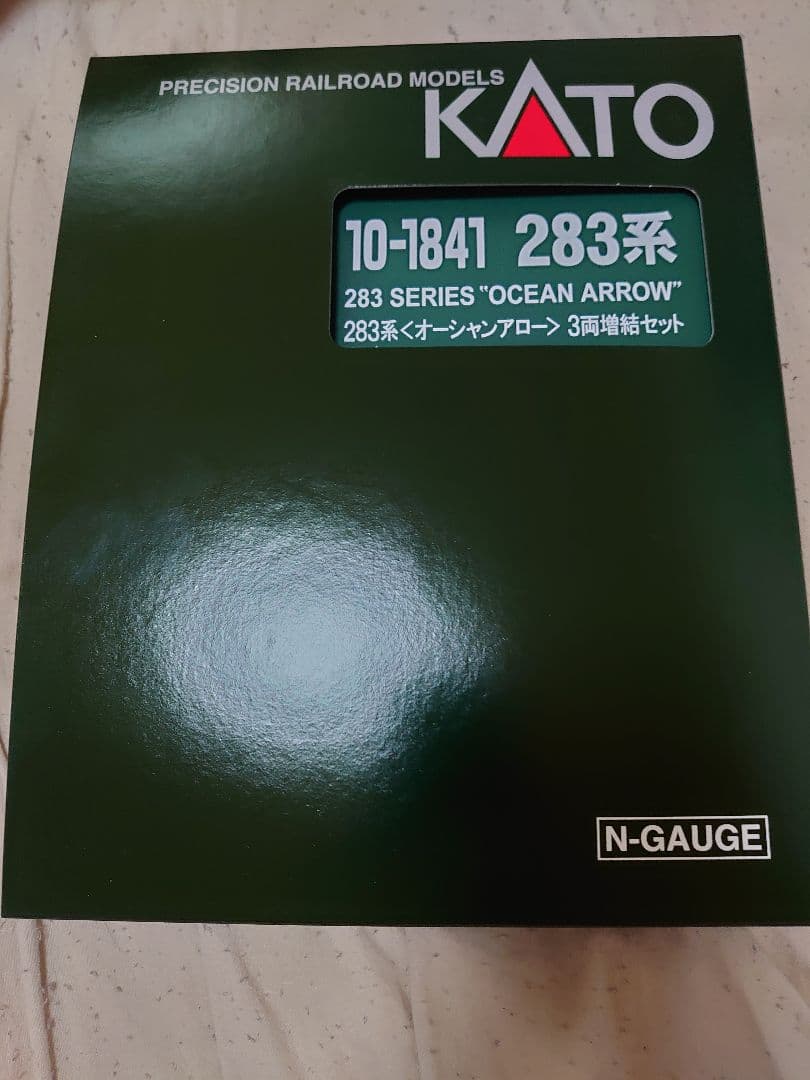 PRECISION RAILROAD MODELS
KATO
10-1841 283系
283 SERIES "OCEAN ARROW"
283系<オーシャンアロー> 3両増結セット
N-GAUGE